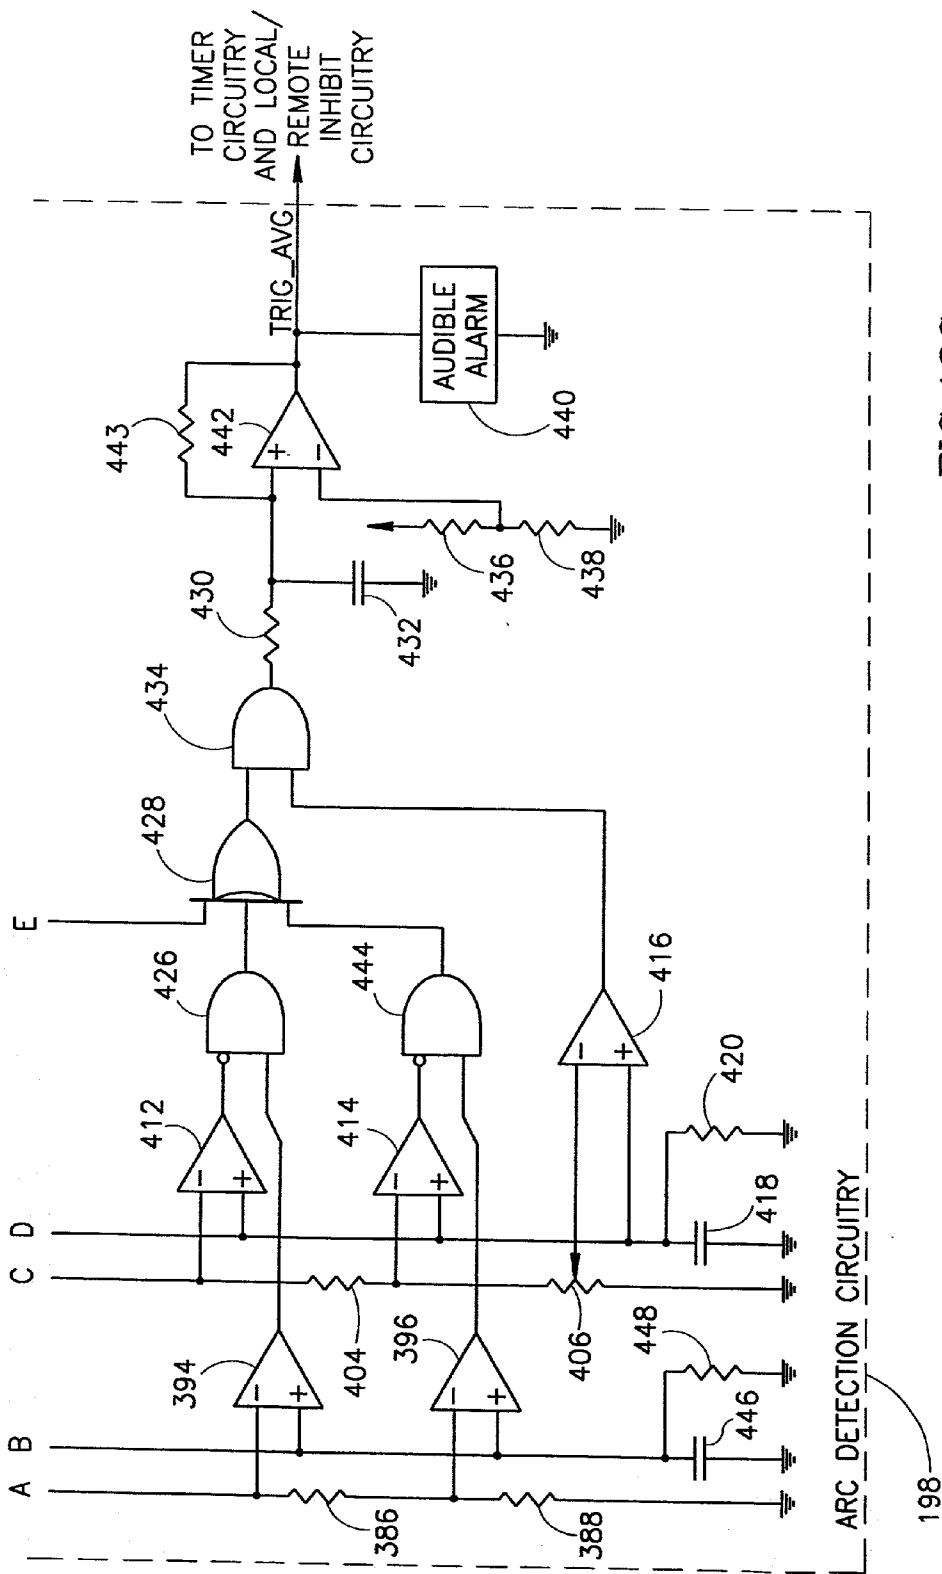 A
B
C
D
E
TO TIMER
CIRCUITRY
AND LOCAL/
REMOTE
INHIBIT
CIRCUITRY
TRIG_AVG
443
442
+
−
AUDIBLE
ALARM
440
430
432
436
438
434
428
426
444
412
−
+
414
−
+
416
−
+
420
418
394
−
+
396
−
+
404
406
448
446
386
388
ARC DETECTION CIRCUITRY
198